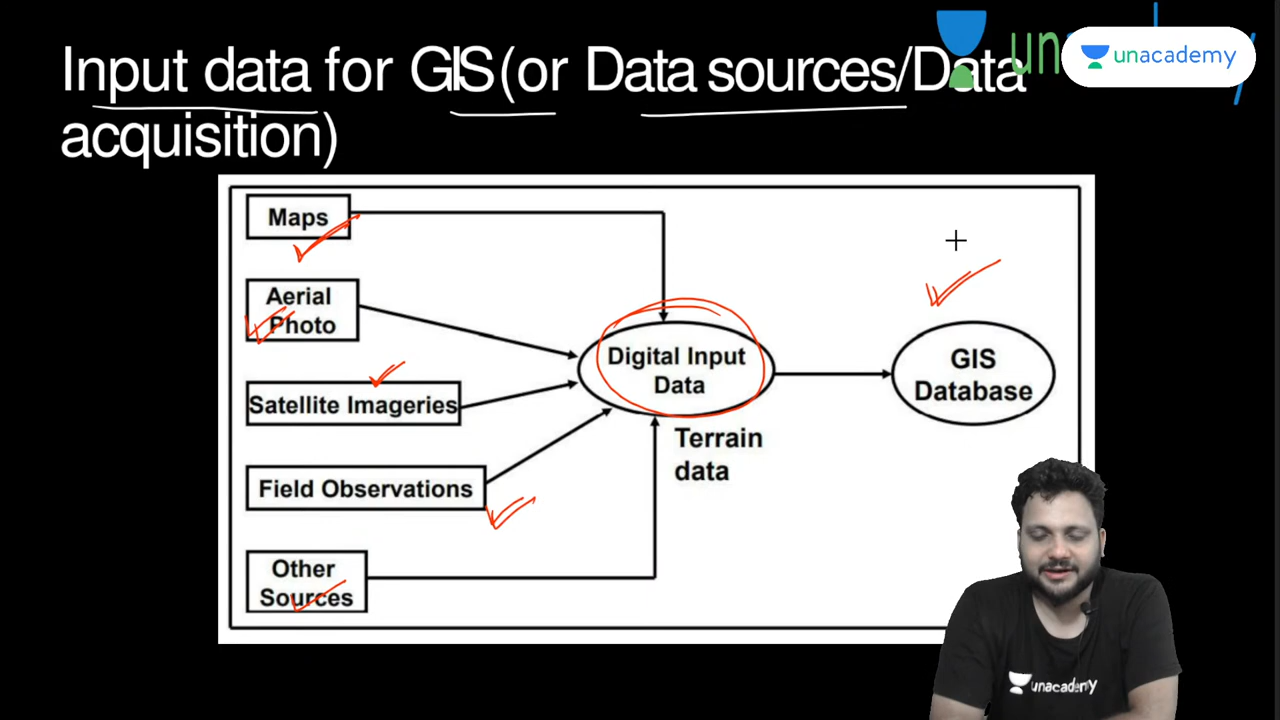 Input data for GIS(or Data sources/Data
acquisition)
unacademy
Maps
Aerial
Photo
Satellite Imageries
Field Observations
Other
Sources
Digital Input
Data
Terrain
data
GIS
Database
unacademy